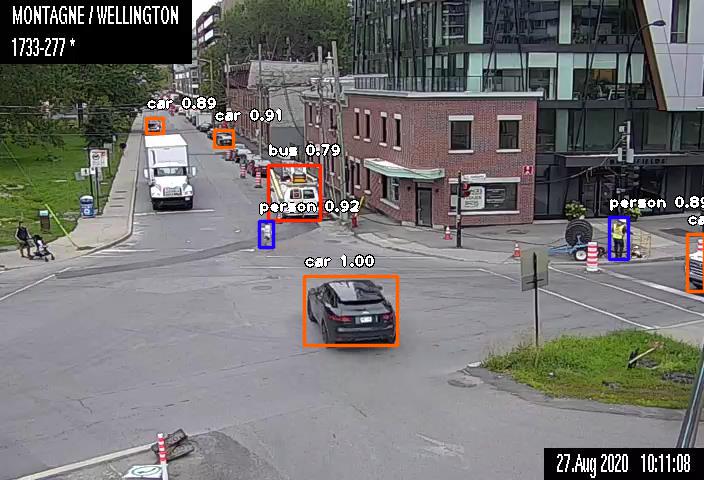 MONTAGNE / WELLINGTON
1733-277 *
car 0.89
car 0.91
bus 0.79
person 0.92
person 0.89
ca
car 1.00
27.Aug 2020 10:11:08